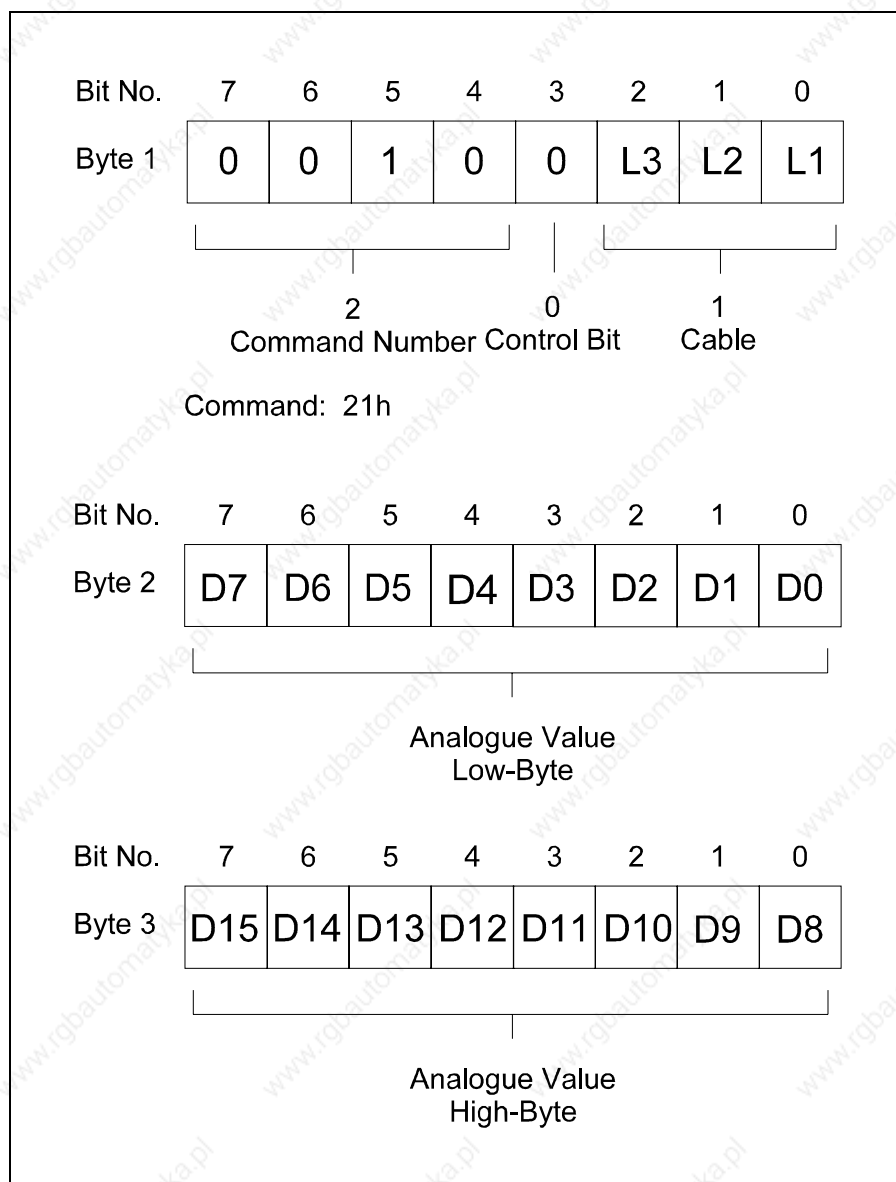 Bit No. 7 6 5 4 3 2 1 0
Byte 1 0 0 1 0 0 L3 L2 L1
2 0 1
Command Number Control Bit Cable
Command: 21h
Bit No. 7 6 5 4 3 2 1 0
Byte 2 D7 D6 D5 D4 D3 D2 D1 D0
Analogue Value
Low-Byte
Bit No. 7 6 5 4 3 2 1 0
Byte 3 D15 D14 D13 D12 D11 D10 D9 D8
Analogue Value
High-Byte
www.rgbautomatyka.pl